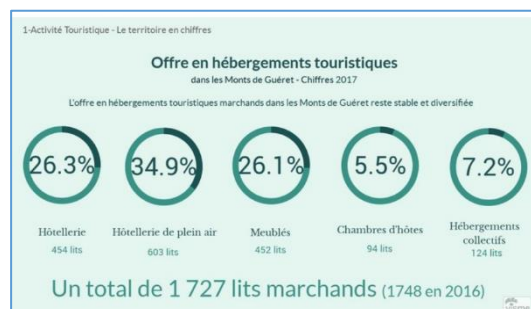 1-Activité Touristique - Le territoire en chiffres
Offre en hébergements touristiques
dans les Monts de Guéret - Chiffres 2017
L'offre en hébergements touristiques marchands dans les Monts de Guéret reste stable et diversifiée
26.3%
34.9%
26.1%
5.5%
7.2%
Hôtellerie
454 lits
Hôtellerie de plein air
603 lits
Meublés
452 lits
Chambres d'hôtes
94 lits
Hébergements
collectifs
124 lits
Un total de 1 727 lits marchands (1748 en 2016)